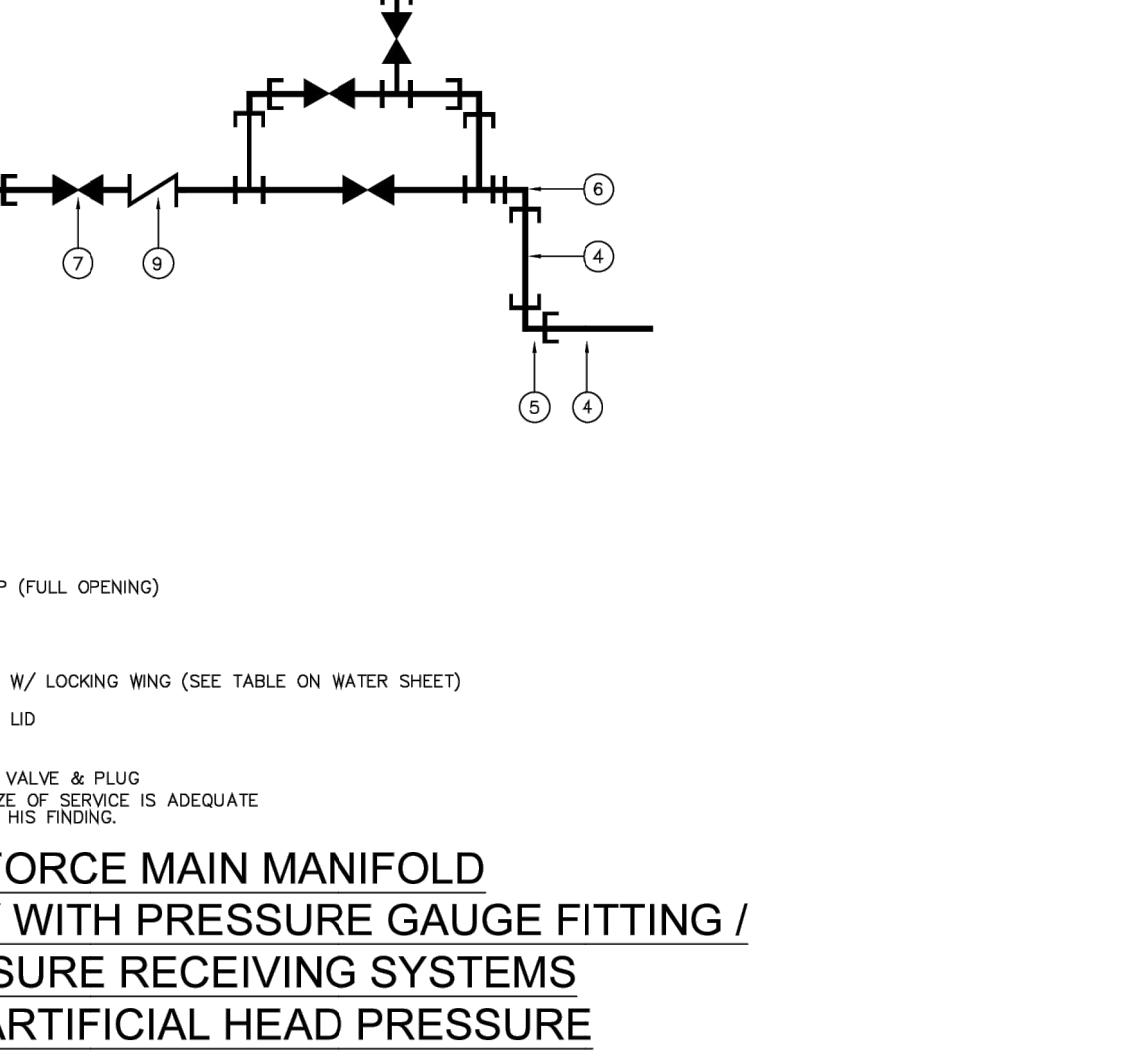 6
7
9
4
5
4
P (FULL OPENING)
W/ LOCKING WING (SEE TABLE ON WATER SHEET)
LID
VALVE & PLUG
ZE OF SERVICE IS ADEQUATE
HIS FINDING.
FORCE MAIN MANIFOLD
WITH PRESSURE GAUGE FITTING /
SURE RECEIVING SYSTEMS
ARTIFICIAL HEAD PRESSURE